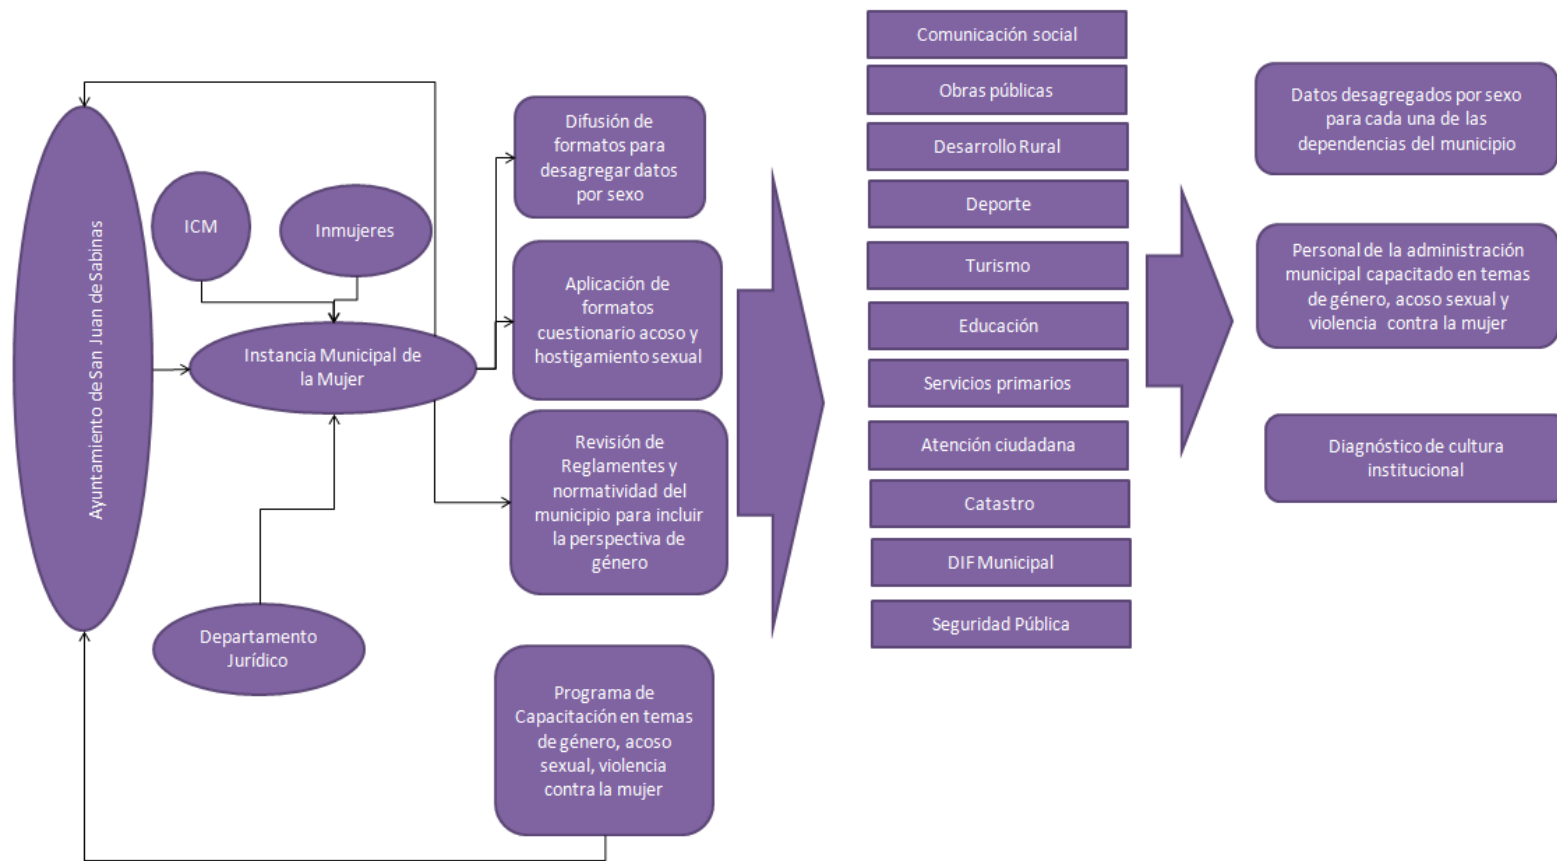 Ayuntamiento de San Juan de Sabinas
ICM
Inmujeres
Instancia Municipal de
la Mujer
Departamento
Jurídico
Difusión de
formatos para
desagregar datos
por sexo
Aplicación de
formatos
cuestionario acoso y
hostigamiento sexual
Revisión de
Reglamentes y
normatividad del
municipio para incluir
la perspectiva de
género
Programa de
Capacitación en temas
de género, acoso
sexual, violencia
contra la mujer
Comunicación social
Obras públicas
Desarrollo Rural
Deporte
Turismo
Educación
Servicios primarios
Atención ciudadana
Catastro
DIF Municipal
Seguridad Pública
Datos desagregados por sexo
para cada una de las
dependencias del municipio
Personal de la administración
municipal capacitado en temas
de género, acoso sexual y
violencia contra la mujer
Diagnóstico de cultura
institucional